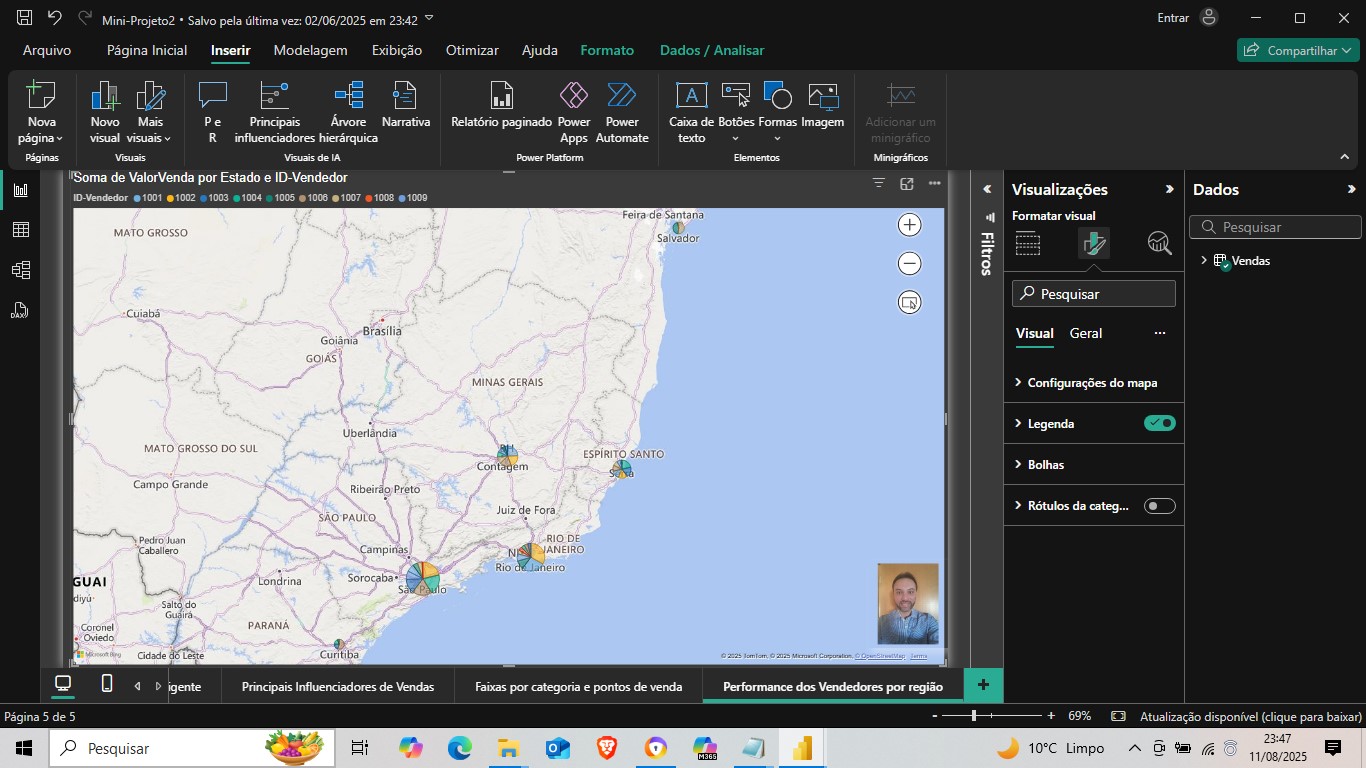 Mini-Projeto2 • Salvo pela última vez: 02/06/2025 em 23:42
Entrar
Arquivo Página Inicial Inserir Modelagem Exibição Otimizar Ajuda Formato Dados / Analisar
Compartilhar
Nova página
Novo visual
Mais visuais
P e R
Principais influenciadores
Árvore hierárquica
Narrativa
Relatório paginado
Power Apps
Power Automate
Caixa de texto
Botões
Formas
Imagem
Adicionar um minigráfico
Páginas
Visuais
Visuais de IA
Power Platform
Elementos
Minigráficos
Soma de ValorVenda por Estado e ID-Vendedor
ID-Vendedor 1001 1002 1003 1004 1005 1006 1007 1008 1009
Feira de Santana
MATO GROSSO
Salvador
Cuiabá
Brasília
Goiânia
GOIÁS
MINAS GERAIS
Uberlândia
MATO GROSSO DO SUL
ESPÍRITO SANTO
Contagem
Campo Grande
Ribeirão Preto
Juiz de Fora
SÃO PAULO
RIO DE JANEIRO
Pedro Juan Caballero
Campinas
Rio de Janeiro
Londrina
Sorocaba
São Paulo
GUAI
Salto do Guairá
PARANÁ
Coronel Oviedo
Curitiba
Cidade do Leste
Microsoft Bing
© 2025 TomTom, © 2025 Microsoft Corporation, © OpenStreetMap Terms
Filtros
Visualizações
Formatar visual
Pesquisar
Visual Geral
Configurações do mapa
Legenda
Bolhas
Rótulos da categ...
Dados
Pesquisar
Vendas
igente
Principais Influenciadores de Vendas
Faixas por categoria e pontos de venda
Performance dos Vendedores por região
Página 5 de 5
69%
Atualização disponível (clique para baixar)
Pesquisar
M365
10°C Limpo
23:47
11/08/2025